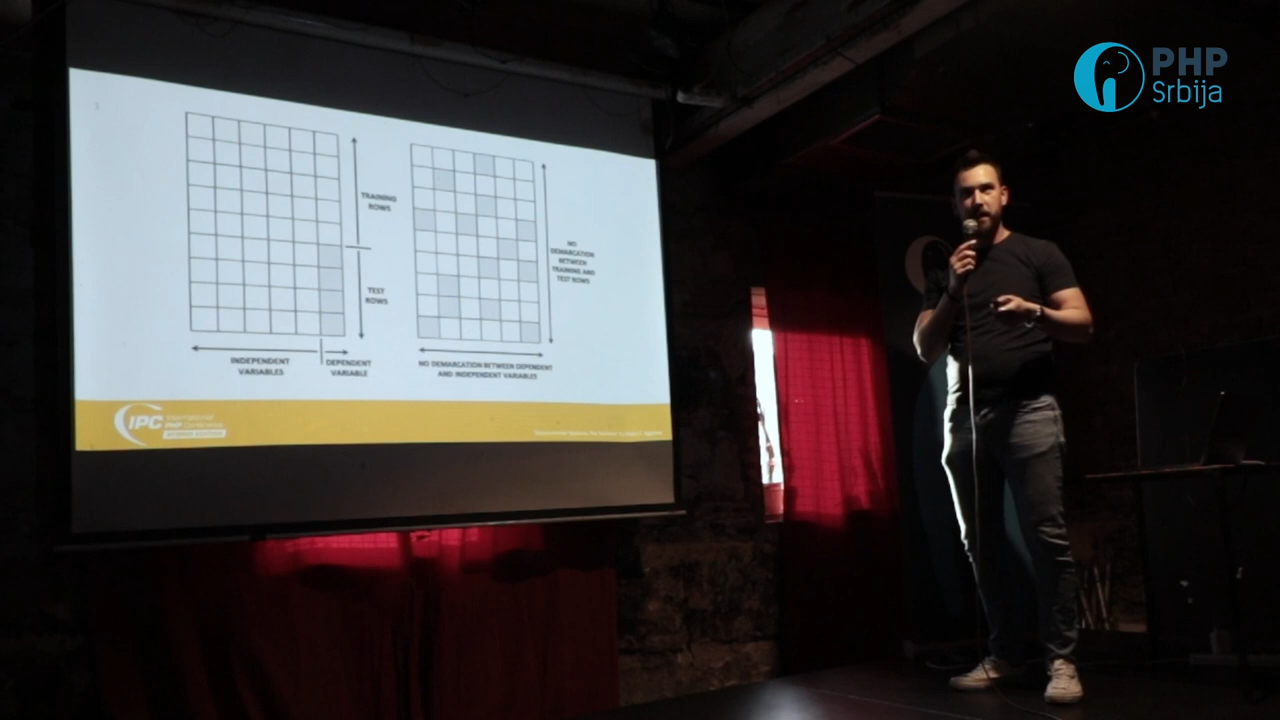 PHP
Srbija
TRAINING
ROWS
TEST
ROWS
INDEPENDENT
VARIABLES
DEPENDENT
VARIABLE
NO
DEMARCATION
BETWEEN
TRAINING AND
TEST ROWS
NO DEMARCATION BETWEEN DEPENDENT
AND INDEPENDENT VARIABLES
IPC
International
PHP Conference